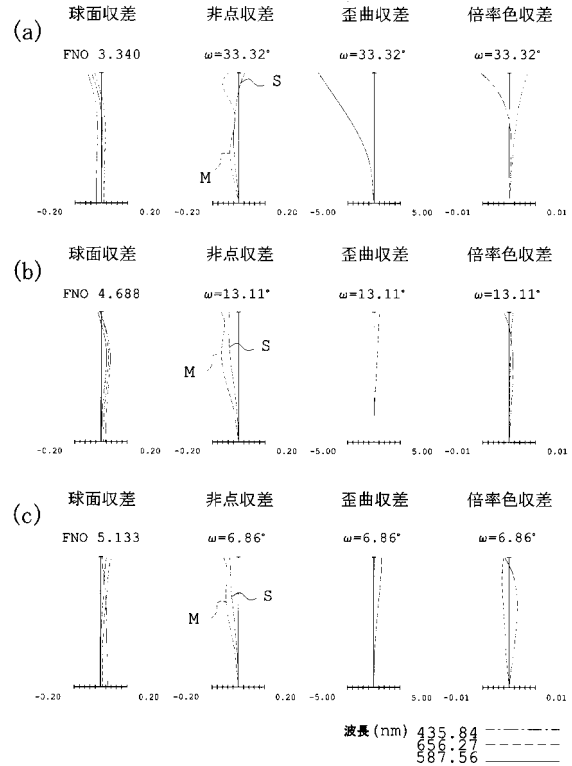 (a)
球面収差 非点収差 歪曲収差 倍率色収差
FNO 3.340 ω=33.32° ω=33.32° ω=33.32°
S
M
-0.20 0.20 -0.20 0.20 -5.00 5.00 -0.01 0.01
(b)
球面収差 非点収差 歪曲収差 倍率色収差
FNO 4.688 ω=13.11° ω=13.11° ω=13.11°
S
M
-0.20 0.20 -0.20 0.20 -5.00 5.00 -0.01 0.01
(c)
球面収差 非点収差 歪曲収差 倍率色収差
FNO 5.133 ω=6.86° ω=6.86° ω=6.86°
S
M
-0.20 0.20 -0.20 0.20 -5.00 5.00 -0.01 0.01
波長(nm) 435.84
656.27
587.56